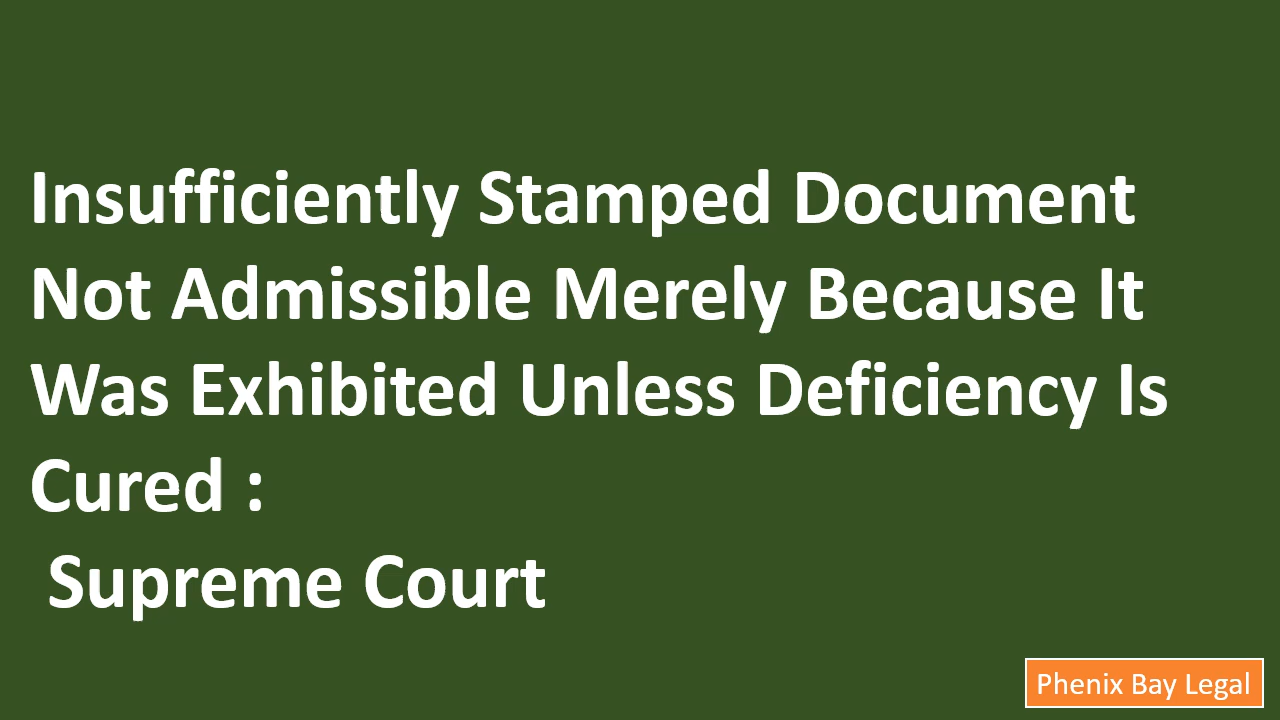 Insufficiently Stamped Document
Not Admissible Merely Because It
Was Exhibited Unless Deficiency Is
Cured :
Supreme Court
Phenix Bay Legal